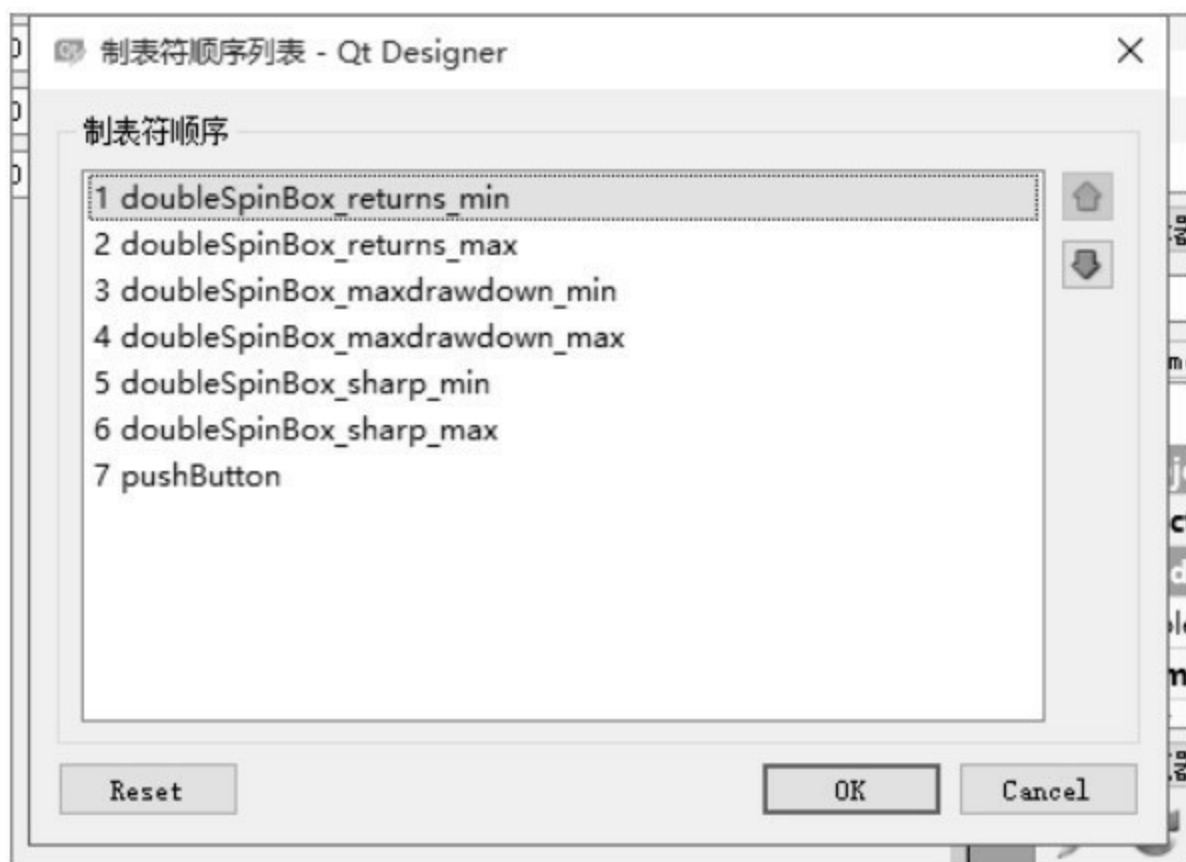 制表符顺序列表 - Qt Designer
制表符顺序
1 doubleSpinBox_returns_min
2 doubleSpinBox_returns_max
3 doubleSpinBox_maxdrawdown_min
4 doubleSpinBox_maxdrawdown_max
5 doubleSpinBox_sharp_min
6 doubleSpinBox_sharp_max
7 pushButton
Reset
OK
Cancel